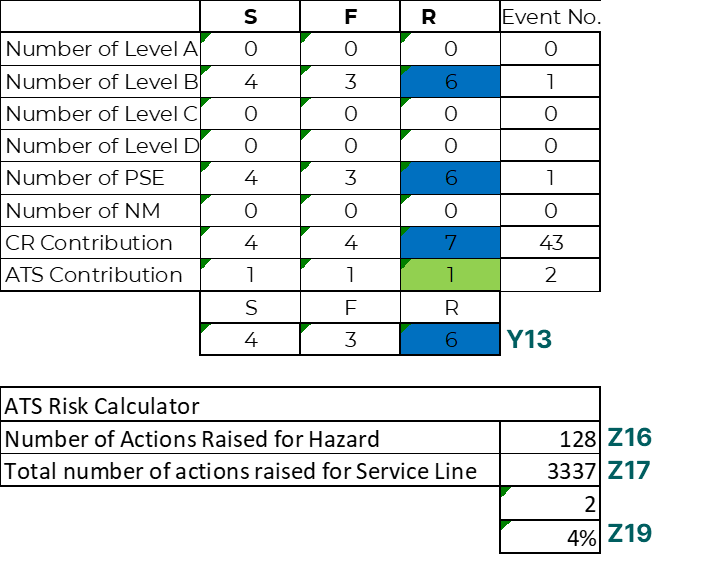 S F R Event No.
Number of Level A 0 0 0 0
Number of Level B 4 3 6 1
Number of Level C 0 0 0 0
Number of Level D 0 0 0 0
Number of PSE 4 3 6 1
Number of NM 0 0 0 0
CR Contribution 4 4 7 43
ATS Contribution 1 1 1 2
S F R
4 3 6 Y13
ATS Risk Calculator
Number of Actions Raised for Hazard 128 Z16
Total number of actions raised for Service Line 3337 Z17
2
4% Z19